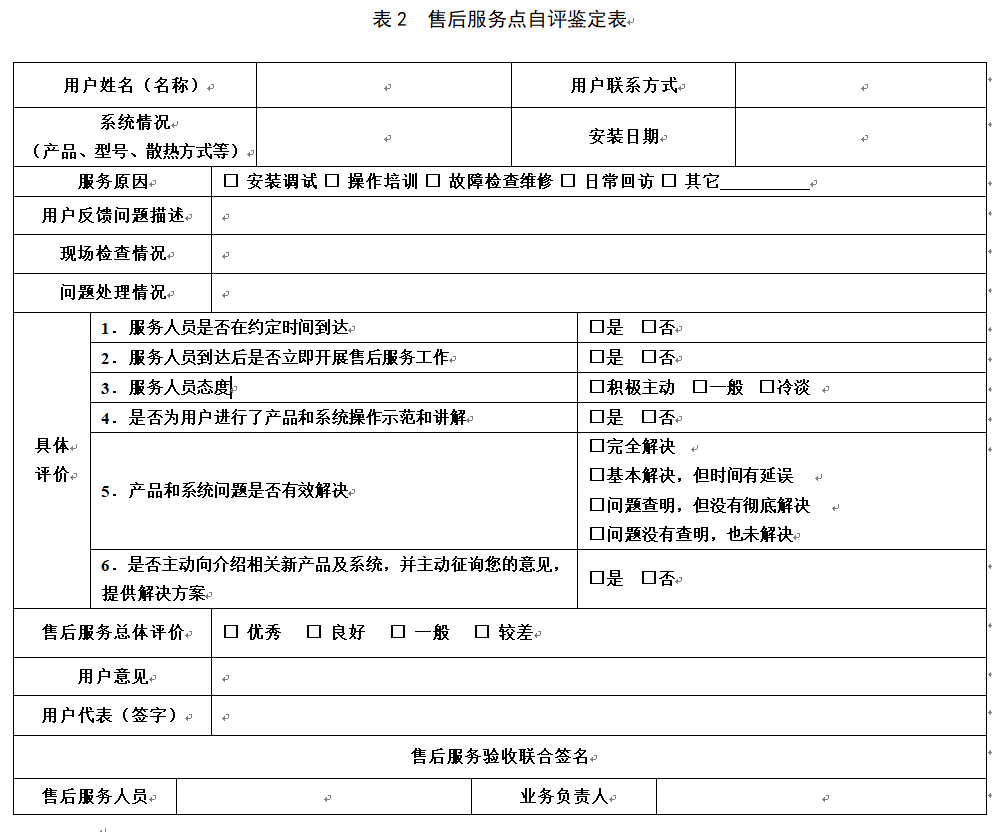 表 2 售后服务点自评鉴定表
用户姓名（名称） 用户联系方式
系统情况
（产品、型号、散热方式等） 安装日期
服务原因 □ 安装调试 □ 操作培训 □ 故障检查维修 □ 日常回访 □ 其它__________
用户反馈问题描述
现场检查情况
问题处理情况
具体
评价
1．服务人员是否在约定时间到达 □是 □否
2．服务人员到达后是否立即开展售后服务工作 □是 □否
3．服务人员态度 □积极主动 □一般 □冷淡
4．是否为用户进行了产品和系统操作示范和讲解 □是 □否
5．产品和系统问题是否有效解决
□完全解决
□基本解决，但时间有延误
□问题查明，但没有彻底解决
□问题没有查明，也未解决
6．是否主动向介绍相关新产品及系统，并主动征询您的意见，
提供解决方案 □是 □否
售后服务总体评价 □ 优秀 □ 良好 □ 一般 □ 较差
用户意见
用户代表（签字）
售后服务验收联合签名
售后服务人员 业务负责人